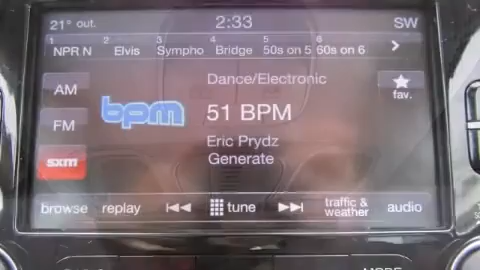 21° out. 2:33 SW
1 NPR N 2 Elvis 3 Sympho 4 Bridge 5 50s on 5 6 60s on 6 >
AM
FM
sxm
bpm
Dance/Electronic
51 BPM
Eric Prydz
Generate
fav.
browse replay tune traffic & weather audio
MORE